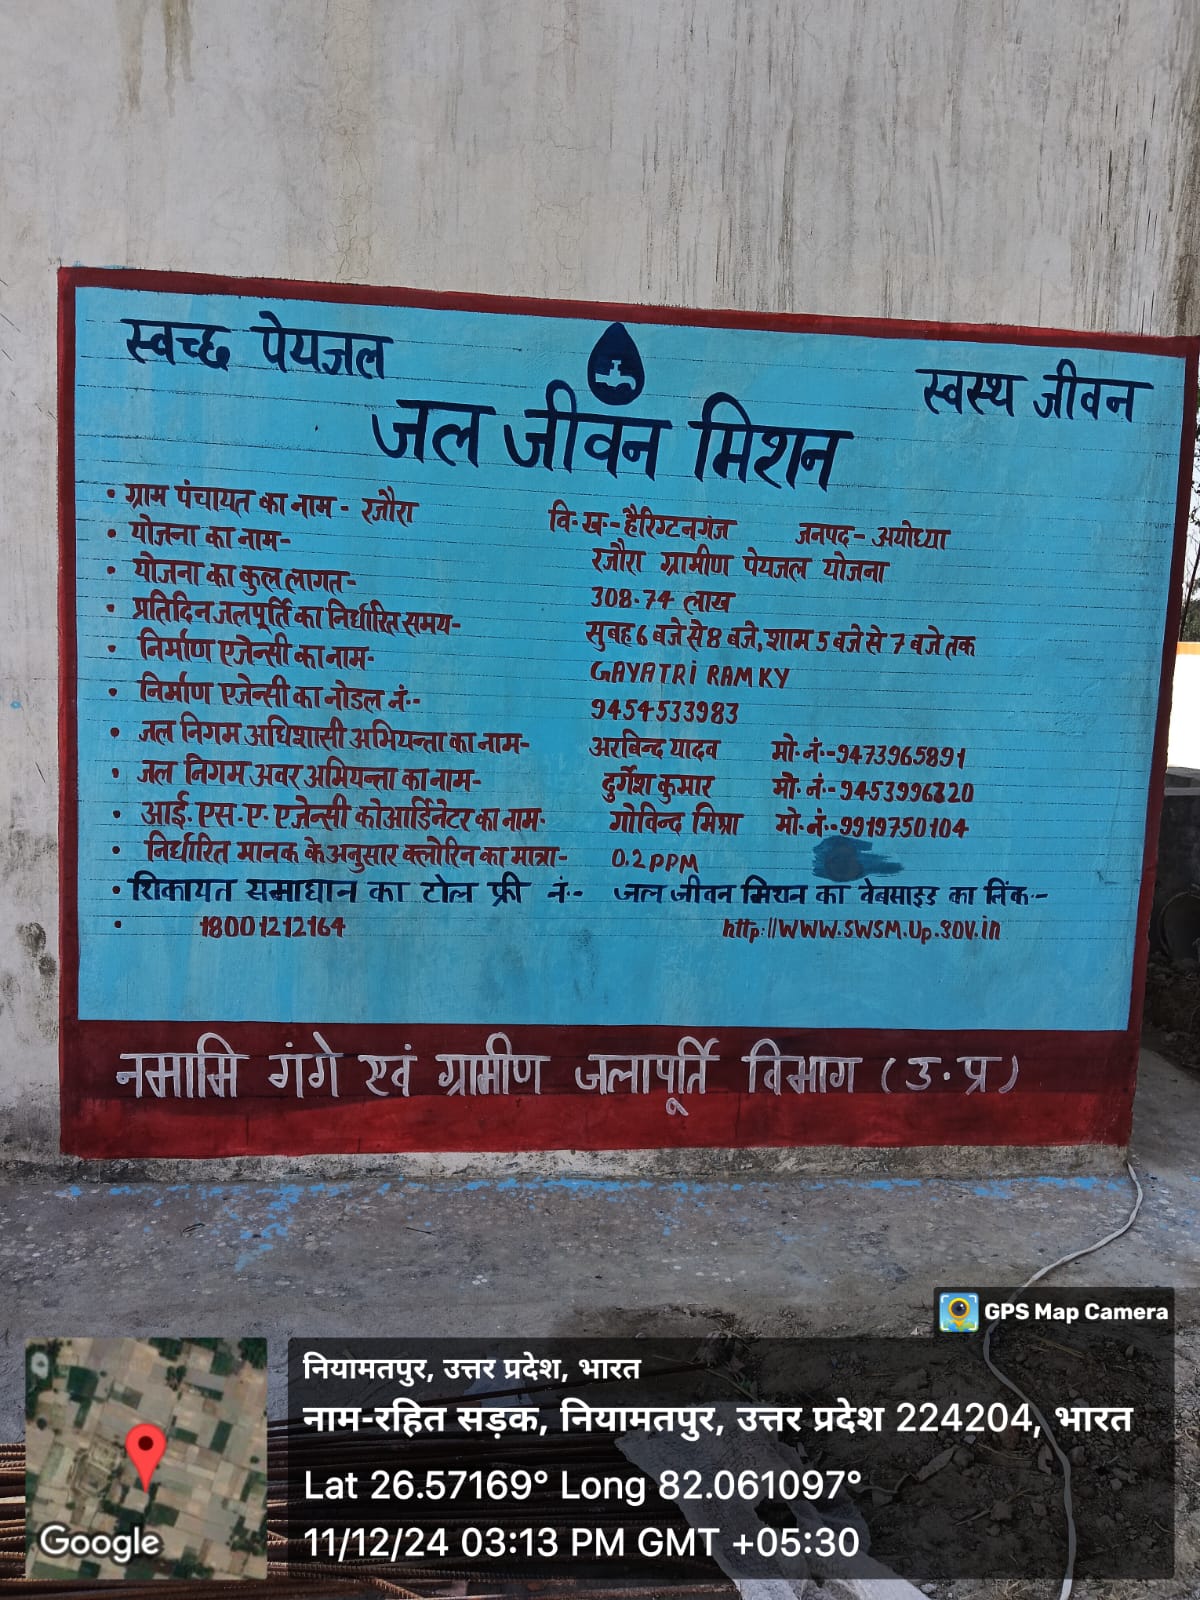 स्वच्छ पेयजल
स्वस्थ जीवन
जल जीवन मिशन
• ग्राम पंचायत का नाम - रजौरा वि॰ख॰-हैरिंग्टनगंज जनपद- अयोध्या
• योजना का नाम- रजौरा ग्रामीण पेयजल योजना
• योजना का कुल लागत- 308.74 लाख
• प्रतिदिन जलपूर्ति का निर्धारित समय- सुबह 6 बजे से 8 बजे, शाम 5 बजे से 7 बजे तक
• निर्माण एजेन्सी का नाम- GAYATRi RAMKY
• निर्माण एजेन्सी का नोडल नं॰- 9454533983
• जल निगम अधिशासी अभियन्ता का नाम- अरबिन्द यादव मो॰नं॰-9473965891
• जल निगम अवर अभियन्ता का नाम- दुर्गेश कुमार मो॰ नं॰-9453996820
• आई॰ एस॰ ए॰ एजेन्सी कोआर्डिनेटर का नाम- गोविन्द मिश्रा मो॰ नं॰-9919750104
• निर्धारित मानक के अनुसार क्लोरिन का मात्रा- 0.2 PPM
• शिकायत समाधान का टोल फ्री नं॰- जल जीवन मिशन का वेबसाइड का लिंक॰-
• 18001212164 http://WWW.SWSM.Up.gov.in
नमामि गंगे एवं ग्रामीण जलापूर्ति विभाग (उ॰प्र)
GPS Map Camera
नियामतपुर, उत्तर प्रदेश, भारत
नाम-रहित सड़क, नियामतपुर, उत्तर प्रदेश 224204, भारत
Lat 26.57169° Long 82.061097°
11/12/24 03:13 PM GMT +05:30
Google